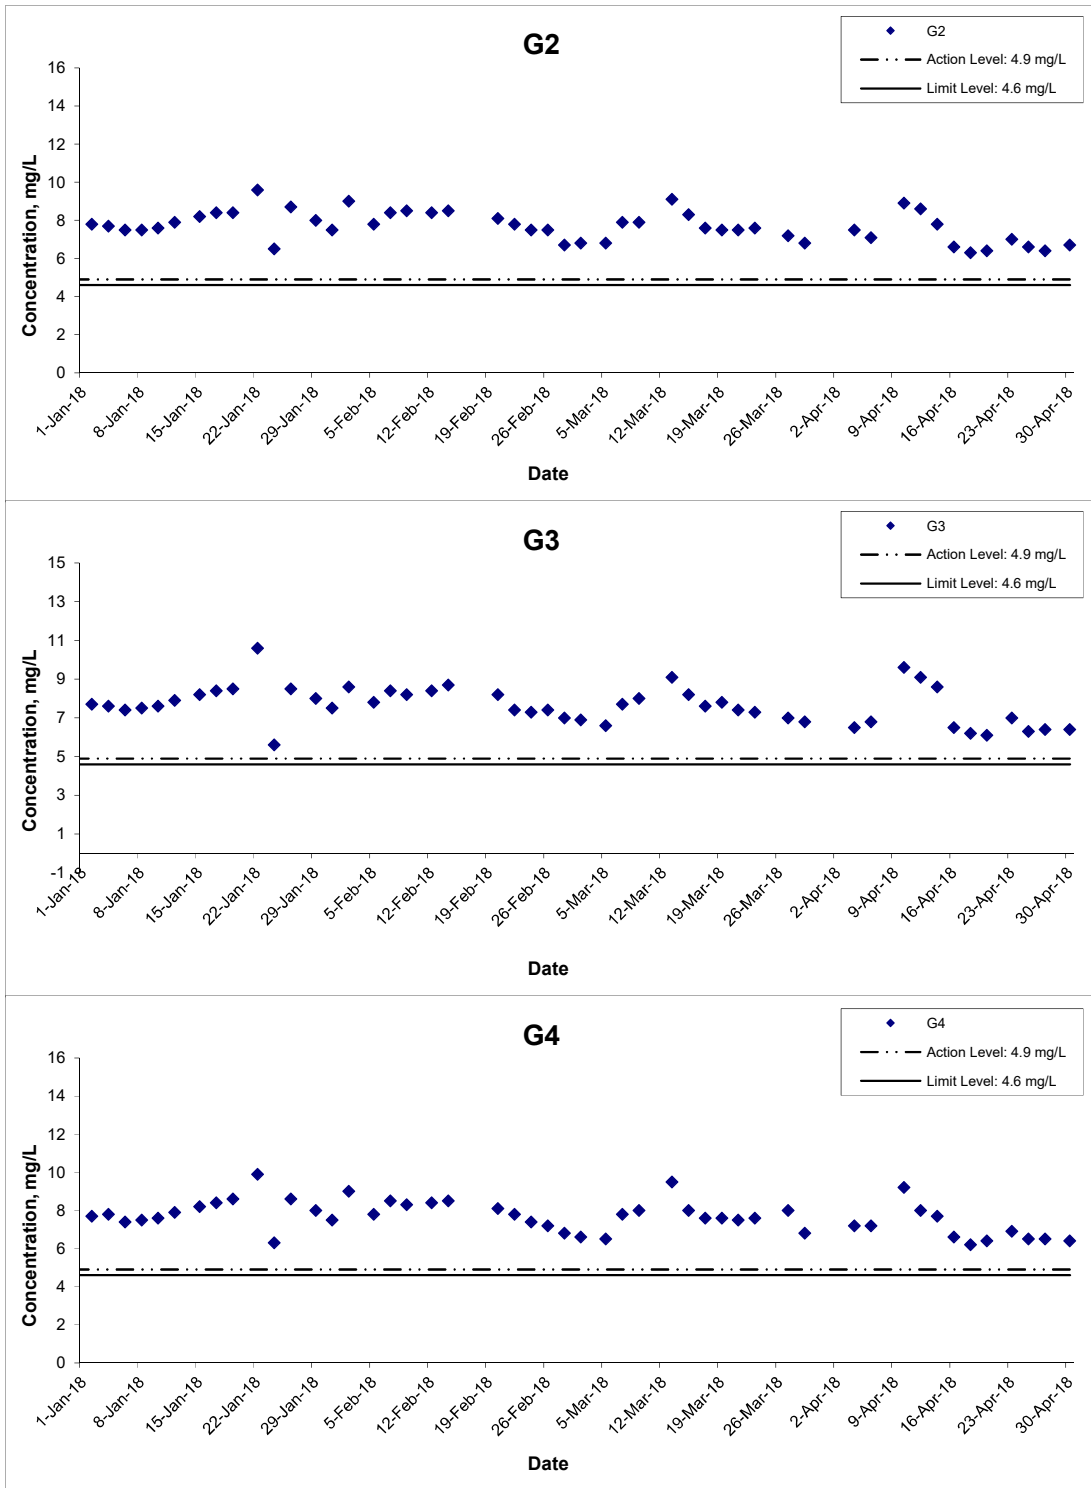 G2
G2
Action Level: 4.9 mg/L
Limit Level: 4.6 mg/L
Concentration, mg/L
16
14
12
10
8
6
4
2
0
1-Jan-18
8-Jan-18
15-Jan-18
22-Jan-18
29-Jan-18
5-Feb-18
12-Feb-18
19-Feb-18
26-Feb-18
5-Mar-18
12-Mar-18
19-Mar-18
26-Mar-18
2-Apr-18
9-Apr-18
16-Apr-18
23-Apr-18
30-Apr-18
Date
G3
G3
Action Level: 4.9 mg/L
Limit Level: 4.6 mg/L
Concentration, mg/L
15
13
11
9
7
5
3
1
-1
1-Jan-18
8-Jan-18
15-Jan-18
22-Jan-18
29-Jan-18
5-Feb-18
12-Feb-18
19-Feb-18
26-Feb-18
5-Mar-18
12-Mar-18
19-Mar-18
26-Mar-18
2-Apr-18
9-Apr-18
16-Apr-18
23-Apr-18
30-Apr-18
Date
G4
G4
Action Level: 4.9 mg/L
Limit Level: 4.6 mg/L
Concentration, mg/L
16
14
12
10
8
6
4
2
0
1-Jan-18
8-Jan-18
15-Jan-18
22-Jan-18
29-Jan-18
5-Feb-18
12-Feb-18
19-Feb-18
26-Feb-18
5-Mar-18
12-Mar-18
19-Mar-18
26-Mar-18
2-Apr-18
9-Apr-18
16-Apr-18
23-Apr-18
30-Apr-18
Date